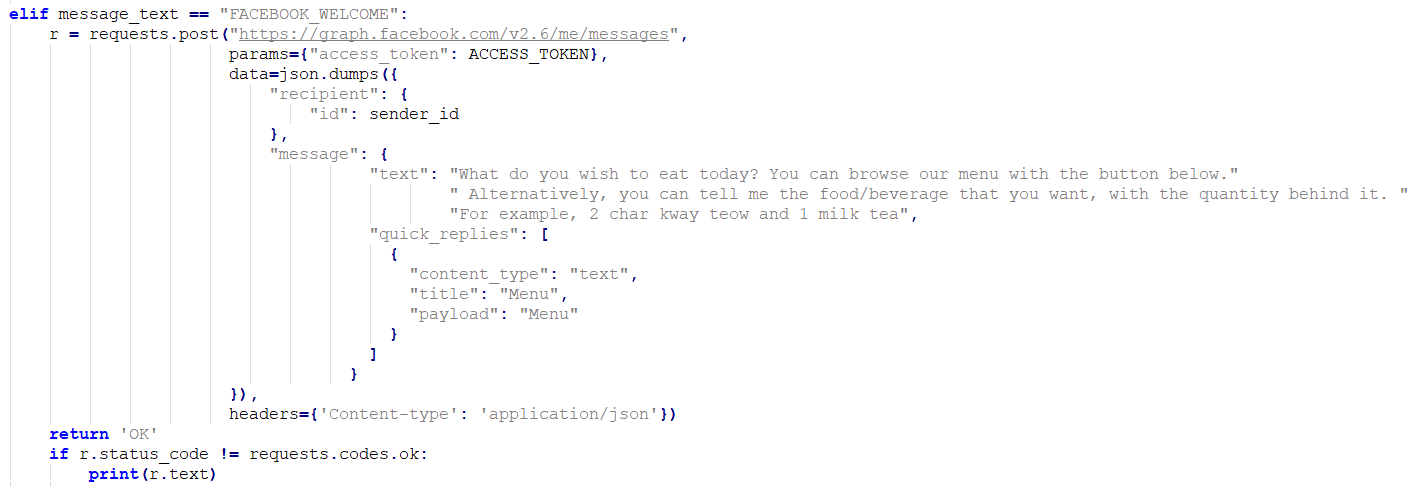 elif message_text == "FACEBOOK_WELCOME":
    r = requests.post("https://graph.facebook.com/v2.6/me/messages",
                      params={"access_token": ACCESS_TOKEN},
                      data=json.dumps({
                          "recipient": {
                              "id": sender_id
                          },
                          "message": {
                                    "text": "What do you wish to eat today? You can browse our menu with the button below."
                                            " Alternatively, you can tell me the food/beverage that you want, with the quantity behind it. "
                                            "For example, 2 char kway teow and 1 milk tea",
                                    "quick_replies": [
                                      {
                                        "content_type": "text",
                                        "title": "Menu",
                                        "payload": "Menu"
                                      }
                                    ]
                                  }
                      }),
                      headers={'Content-type': 'application/json'})
    return 'OK'
    if r.status_code != requests.codes.ok:
        print(r.text)